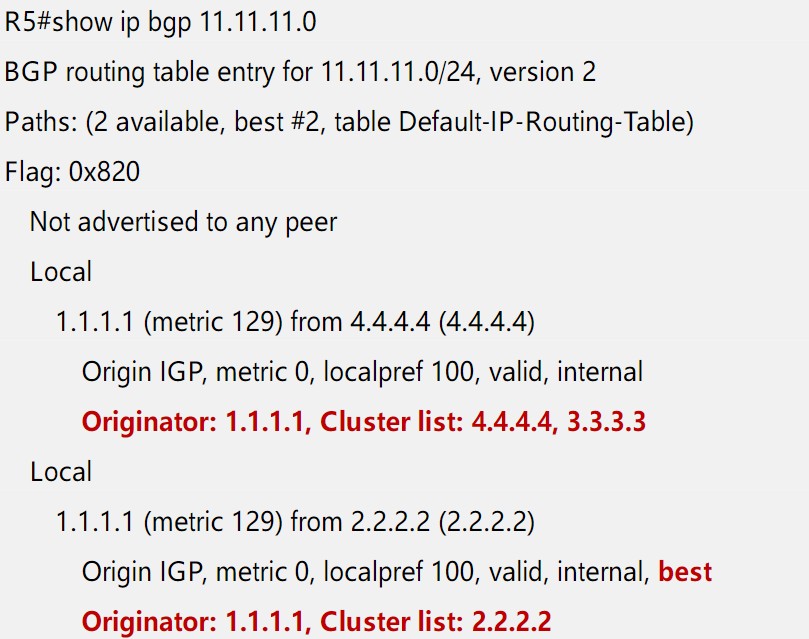 R5#show ip bgp 11.11.11.0
BGP routing table entry for 11.11.11.0/24, version 2
Paths: (2 available, best #2, table Default-IP-Routing-Table)
Flag: 0x820
Not advertised to any peer
Local
1.1.1.1 (metric 129) from 4.4.4.4 (4.4.4.4)
Origin IGP, metric 0, localpref 100, valid, internal
Originator: 1.1.1.1, Cluster list: 4.4.4.4, 3.3.3.3
Local
1.1.1.1 (metric 129) from 2.2.2.2 (2.2.2.2)
Origin IGP, metric 0, localpref 100, valid, internal, best
Originator: 1.1.1.1, Cluster list: 2.2.2.2